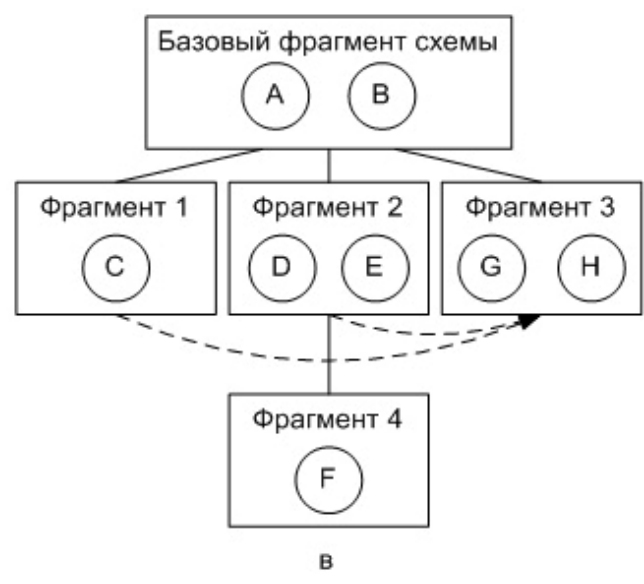 Базовый фрагмент схемы
A B
Фрагмент 1 Фрагмент 2 Фрагмент 3
C D E G H
Фрагмент 4
F
в